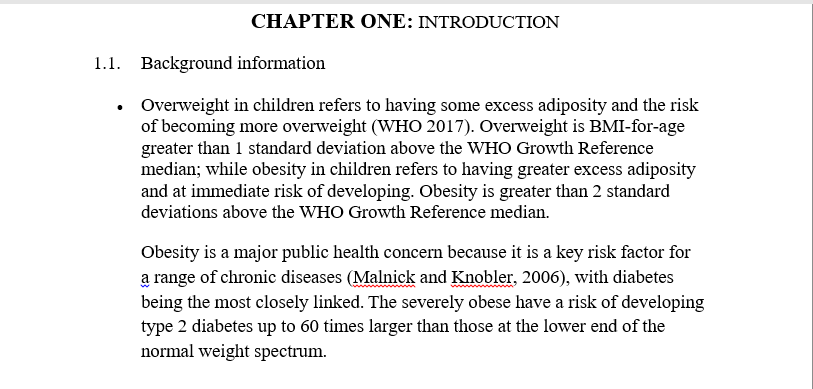 CHAPTER ONE: INTRODUCTION
1.1. Background information
• Overweight in children refers to having some excess adiposity and the risk
of becoming more overweight (WHO 2017). Overweight is BMI-for-age
greater than 1 standard deviation above the WHO Growth Reference
median; while obesity in children refers to having greater excess adiposity
and at immediate risk of developing. Obesity is greater than 2 standard
deviations above the WHO Growth Reference median.
Obesity is a major public health concern because it is a key risk factor for
a range of chronic diseases (Malnick and Knobler, 2006), with diabetes
being the most closely linked. The severely obese have a risk of developing
type 2 diabetes up to 60 times larger than those at the lower end of the
normal weight spectrum.